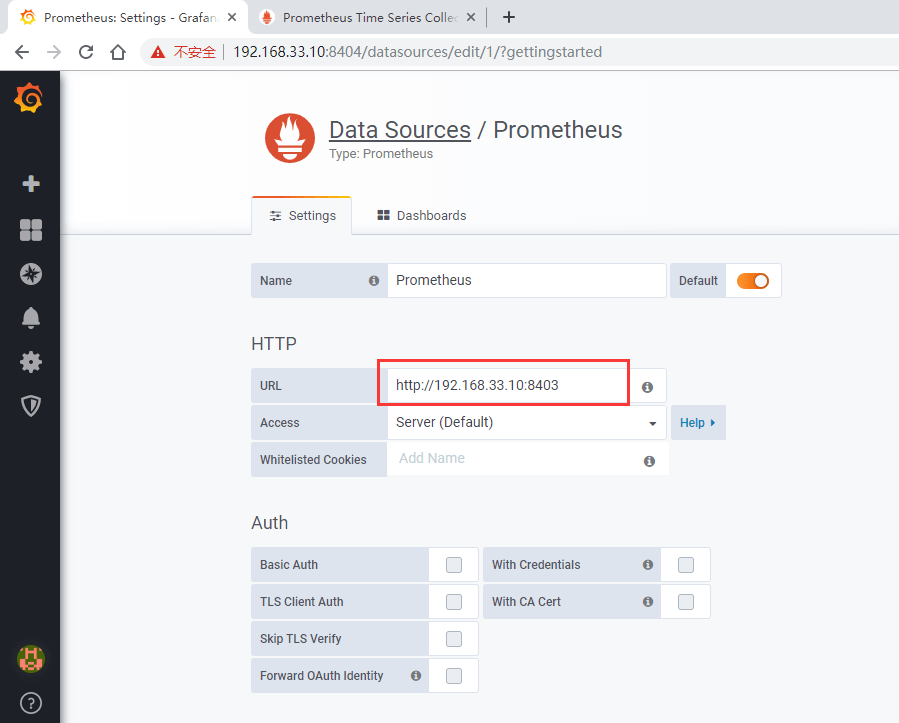 Prometheus: Settings - Grafan
Prometheus Time Series Collec
不安全 192.168.33.10:8404/datasources/edit/1/?gettingstarted
Data Sources / Prometheus
Type: Prometheus
Settings
Dashboards
Name Prometheus Default
HTTP
URL http://192.168.33.10:8403
Access Server (Default) Help
Whitelisted Cookies Add Name
Auth
Basic Auth With Credentials
TLS Client Auth With CA Cert
Skip TLS Verify
Forward OAuth Identity